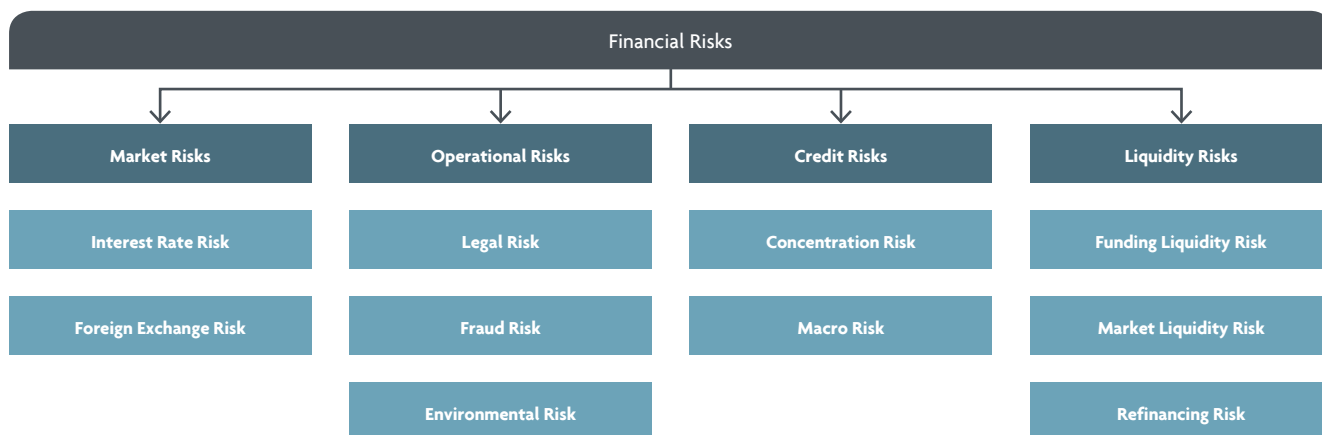 Financial Risks
Market Risks
Operational Risks
Credit Risks
Liquidity Risks
Interest Rate Risk
Legal Risk
Concentration Risk
Funding Liquidity Risk
Foreign Exchange Risk
Fraud Risk
Macro Risk
Market Liquidity Risk
Environmental Risk
Refinancing Risk